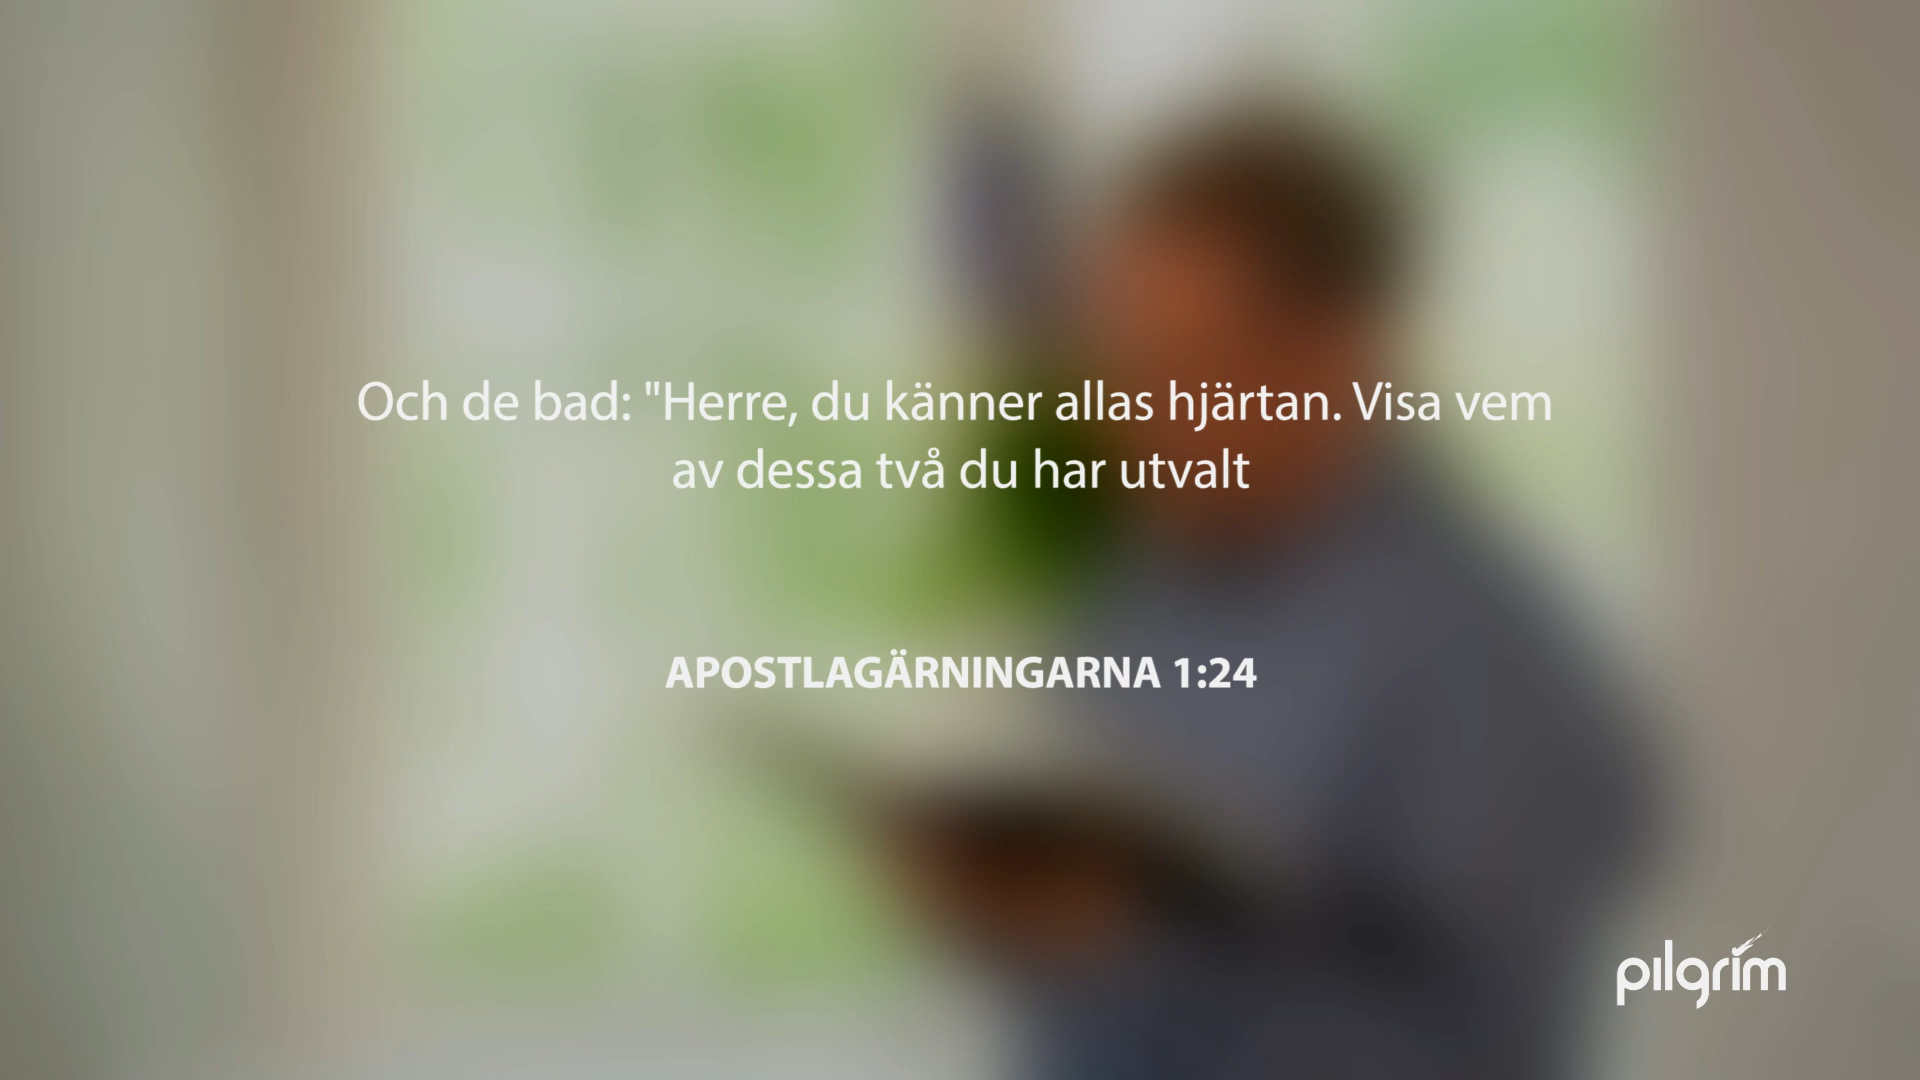 Och de bad: "Herre, du känner allas hjärtan. Visa vem
av dessa två du har utvalt
APOSTLAGÄRNINGARNA 1:24
pilgrim